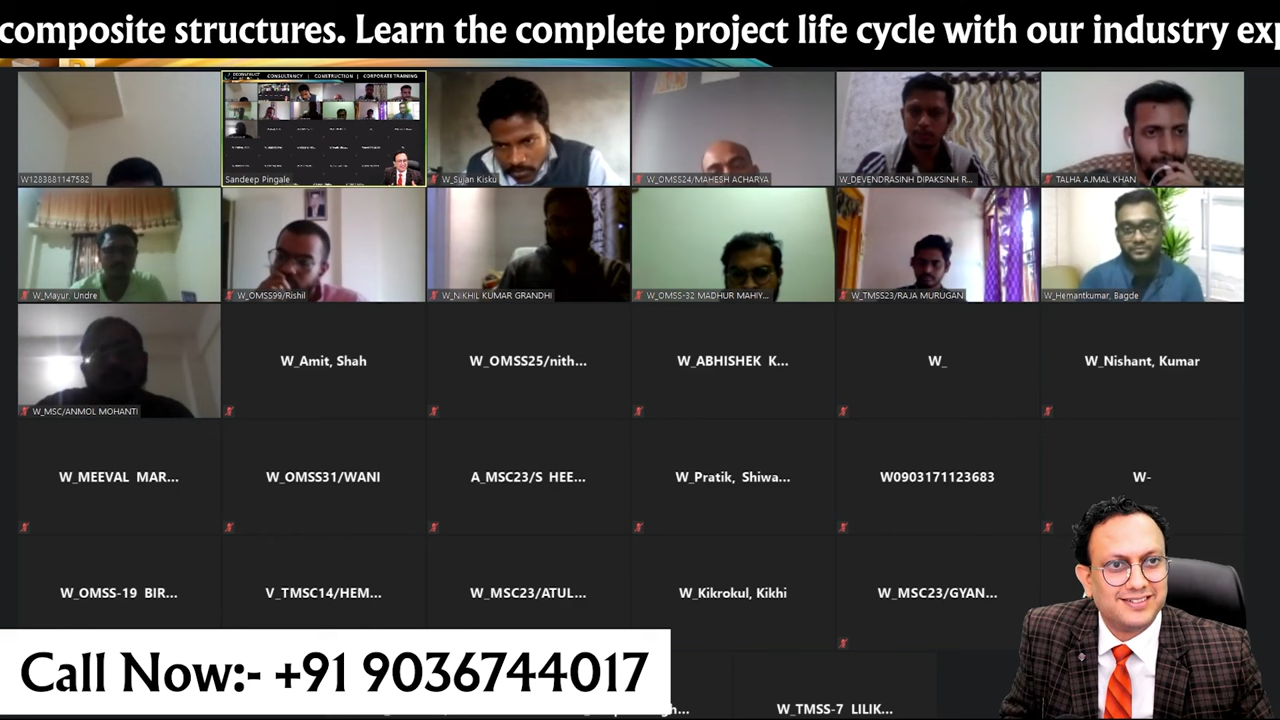 composite structures. Learn the complete project life cycle with our industry exp
CONSULTANCY | CONSTRUCTION | CORPORATE TRAINING
W1283881147582
Sandeep Pingale
W_Sujan Kisku
W_OMSS24/MAHESH ACHARYA
W_DEVENDRASINH DIPAKSINH R...
TALHA AJMAL KHAN
W_Mayur, Undre
W_OMSS99/Rishil
W_NIKHIL KUMAR GRANDHI
W_OMSS-32 MADHUR MAHIY...
W_TMSS23/RAJA MURUGAN
W_Hemantkumar, Bagde
W_MSC/ANMOL MOHANTI
W_Amit, Shah
W_OMSS25/nith...
W_ABHISHEK K...
W_
W_Nishant, Kumar
W_MEEVAL MAR...
W_OMSS31/WANI
A_MSC23/S HEE...
W_Pratik, Shiwa...
W0903171123683
W-
W_OMSS-19 BIR...
V_TMSC14/HEM...
W_MSC23/ATUL...
W_Kikrokul, Kikhi
W_MSC23/GYAN...
Call Now:- +91 9036744017
W_TMSS-7 LILIK...